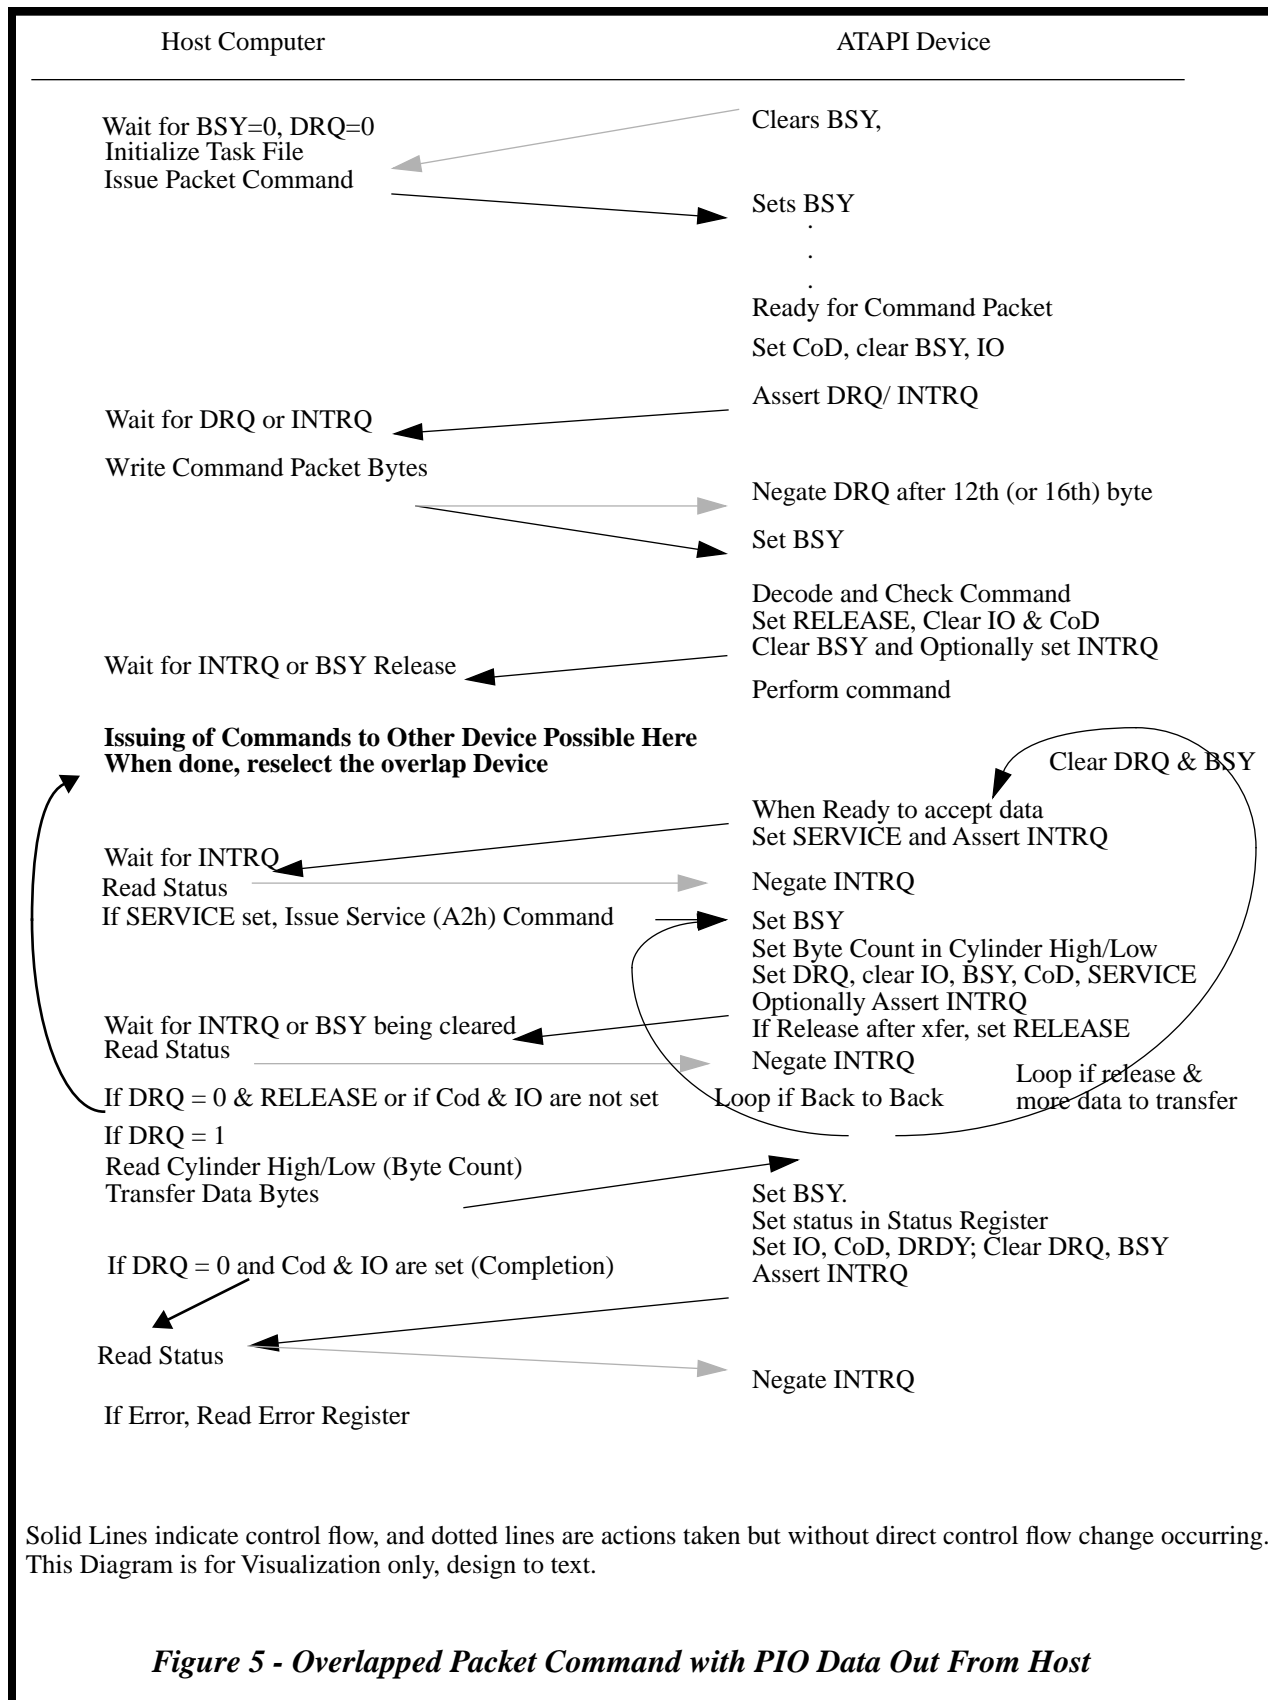 Host Computer
ATAPI Device
Wait for BSY=0, DRQ=0
Initialize Task File
Issue Packet Command
Clears BSY,
Sets BSY
.
.
.
Ready for Command Packet
Set CoD, clear BSY, IO
Assert DRQ/ INTRQ
Wait for DRQ or INTRQ
Write Command Packet Bytes
Negate DRQ after 12th (or 16th) byte
Set BSY
Decode and Check Command
Set RELEASE, Clear IO & CoD
Clear BSY and Optionally set INTRQ
Wait for INTRQ or BSY Release
Perform command
Issuing of Commands to Other Device Possible Here
When done, reselect the overlap Device
Clear DRQ & BSY
When Ready to accept data
Set SERVICE and Assert INTRQ
Wait for INTRQ
Read Status
Negate INTRQ
If SERVICE set, Issue Service (A2h) Command
Set BSY
Set Byte Count in Cylinder High/Low
Set DRQ, clear IO, BSY, CoD, SERVICE
Optionally Assert INTRQ
If Release after xfer, set RELEASE
Wait for INTRQ or BSY being cleared
Read Status
Negate INTRQ
Loop if release &
more data to transfer
If DRQ = 0 & RELEASE or if Cod & IO are not set
Loop if Back to Back
If DRQ = 1
Read Cylinder High/Low (Byte Count)
Transfer Data Bytes
Set BSY.
Set status in Status Register
Set IO, CoD, DRDY; Clear DRQ, BSY
Assert INTRQ
If DRQ = 0 and Cod & IO are set (Completion)
Read Status
Negate INTRQ
If Error, Read Error Register
Solid Lines indicate control flow, and dotted lines are actions taken but without direct control flow change occurring.
This Diagram is for Visualization only, design to text.
Figure 5 - Overlapped Packet Command with PIO Data Out From Host